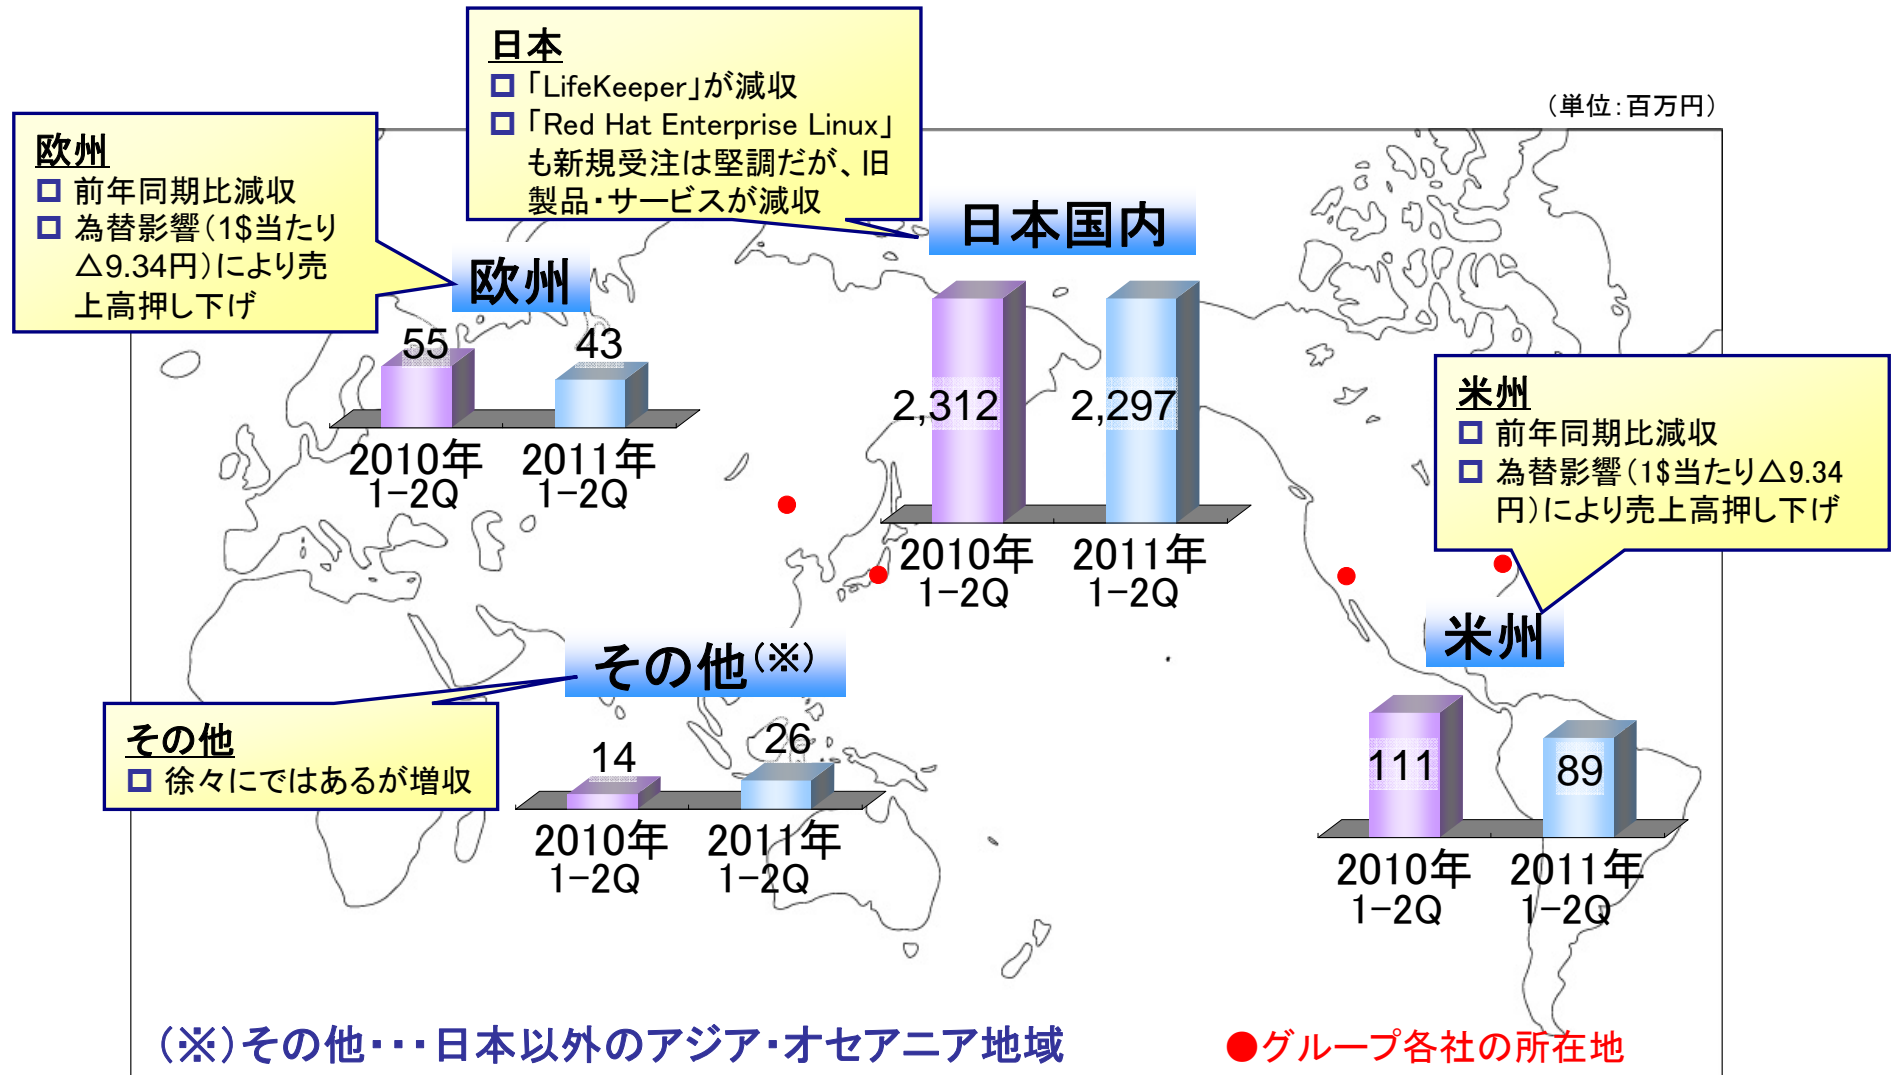 日本
「LifeKeeper」が減収
「Red Hat Enterprise Linux」
も新規受注は堅調だが、旧
製品・サービスが減収
（単位：百万円）
欧州
前年同期比減収
為替影響（1$当たり
△9.34円）により売
上高押し下げ
欧州
55
43
2010年
1-2Q
2011年
1-2Q
日本国内
2,312
2,297
2010年
1-2Q
2011年
1-2Q
米州
前年同期比減収
為替影響（1$当たり△9.34
円）により売上高押し下げ
米州
111
89
2010年
1-2Q
2011年
1-2Q
その他(※)
その他
徐々にではあるが増収
14
26
2010年
1-2Q
2011年
1-2Q
（※）その他・・・日本以外のアジア・オセアニア地域
●グループ各社の所在地